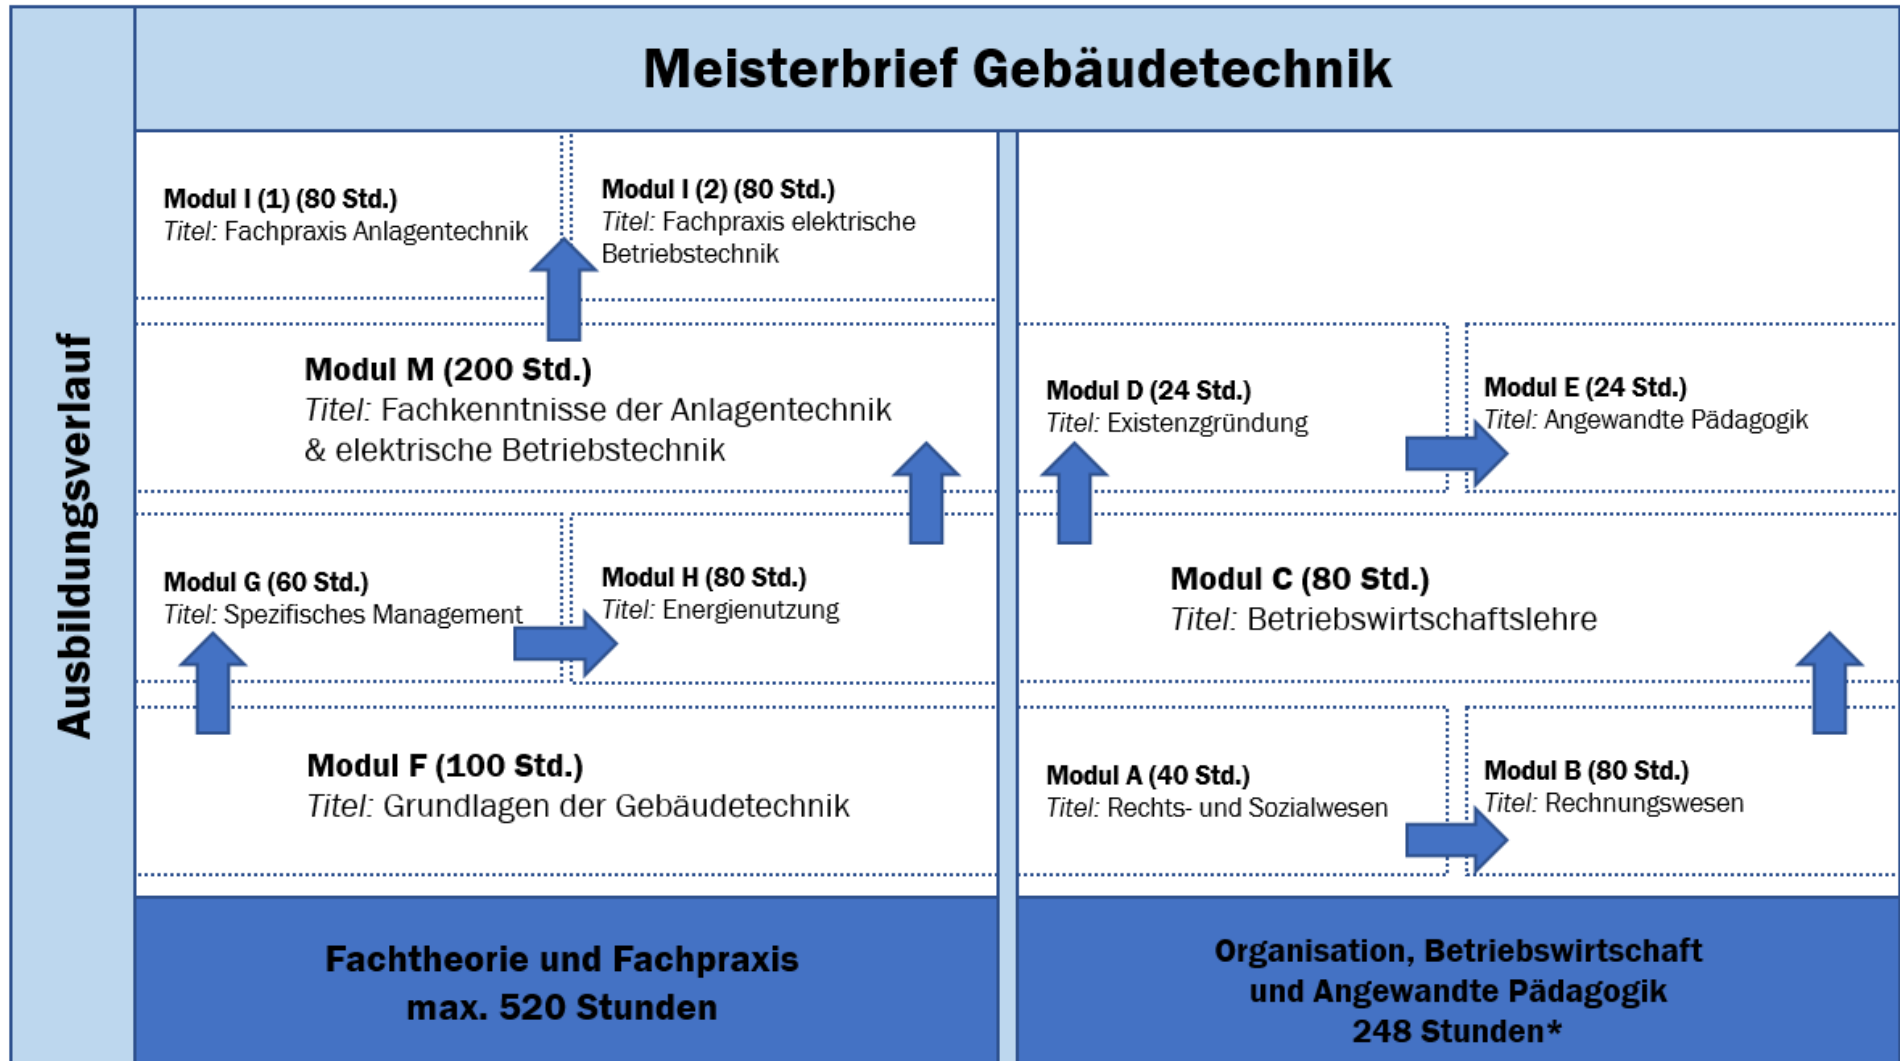 Meisterbrief Gebäudetechnik
Ausbildungsverlauf
Modul I (1) (80 Std.)
Titel: Fachpraxis Anlagentechnik
Modul I (2) (80 Std.)
Titel: Fachpraxis elektrische
Betriebstechnik
Modul M (200 Std.)
Titel: Fachkenntnisse der Anlagentechnik
& elektrische Betriebstechnik
Modul G (60 Std.)
Titel: Spezifisches Management
Modul H (80 Std.)
Titel: Energienutzung
Modul F (100 Std.)
Titel: Grundlagen der Gebäudetechnik
Fachtheorie und Fachpraxis
max. 520 Stunden
Modul D (24 Std.)
Titel: Existenzgründung
Modul E (24 Std.)
Titel: Angewandte Pädagogik
Modul C (80 Std.)
Titel: Betriebswirtschaftslehre
Modul A (40 Std.)
Titel: Rechts- und Sozialwesen
Modul B (80 Std.)
Titel: Rechnungswesen
Organisation, Betriebswirtschaft
und Angewandte Pädagogik
248 Stunden*